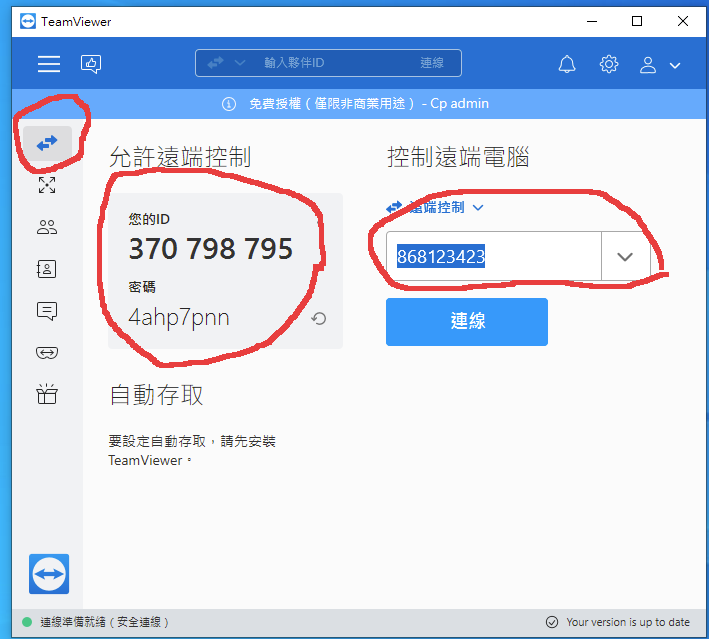 TeamViewer
輸入夥伴ID 連線
免費授權（僅限非商業用途） - Cp admin
允許遠端控制
您的ID
370 798 795
密碼
4ahp7pnn
自動存取
要設定自動存取，請先安裝
TeamViewer。
控制遠端電腦
遠端控制
868123423
連線
連線準備就緒（安全連線）
Your version is up to date